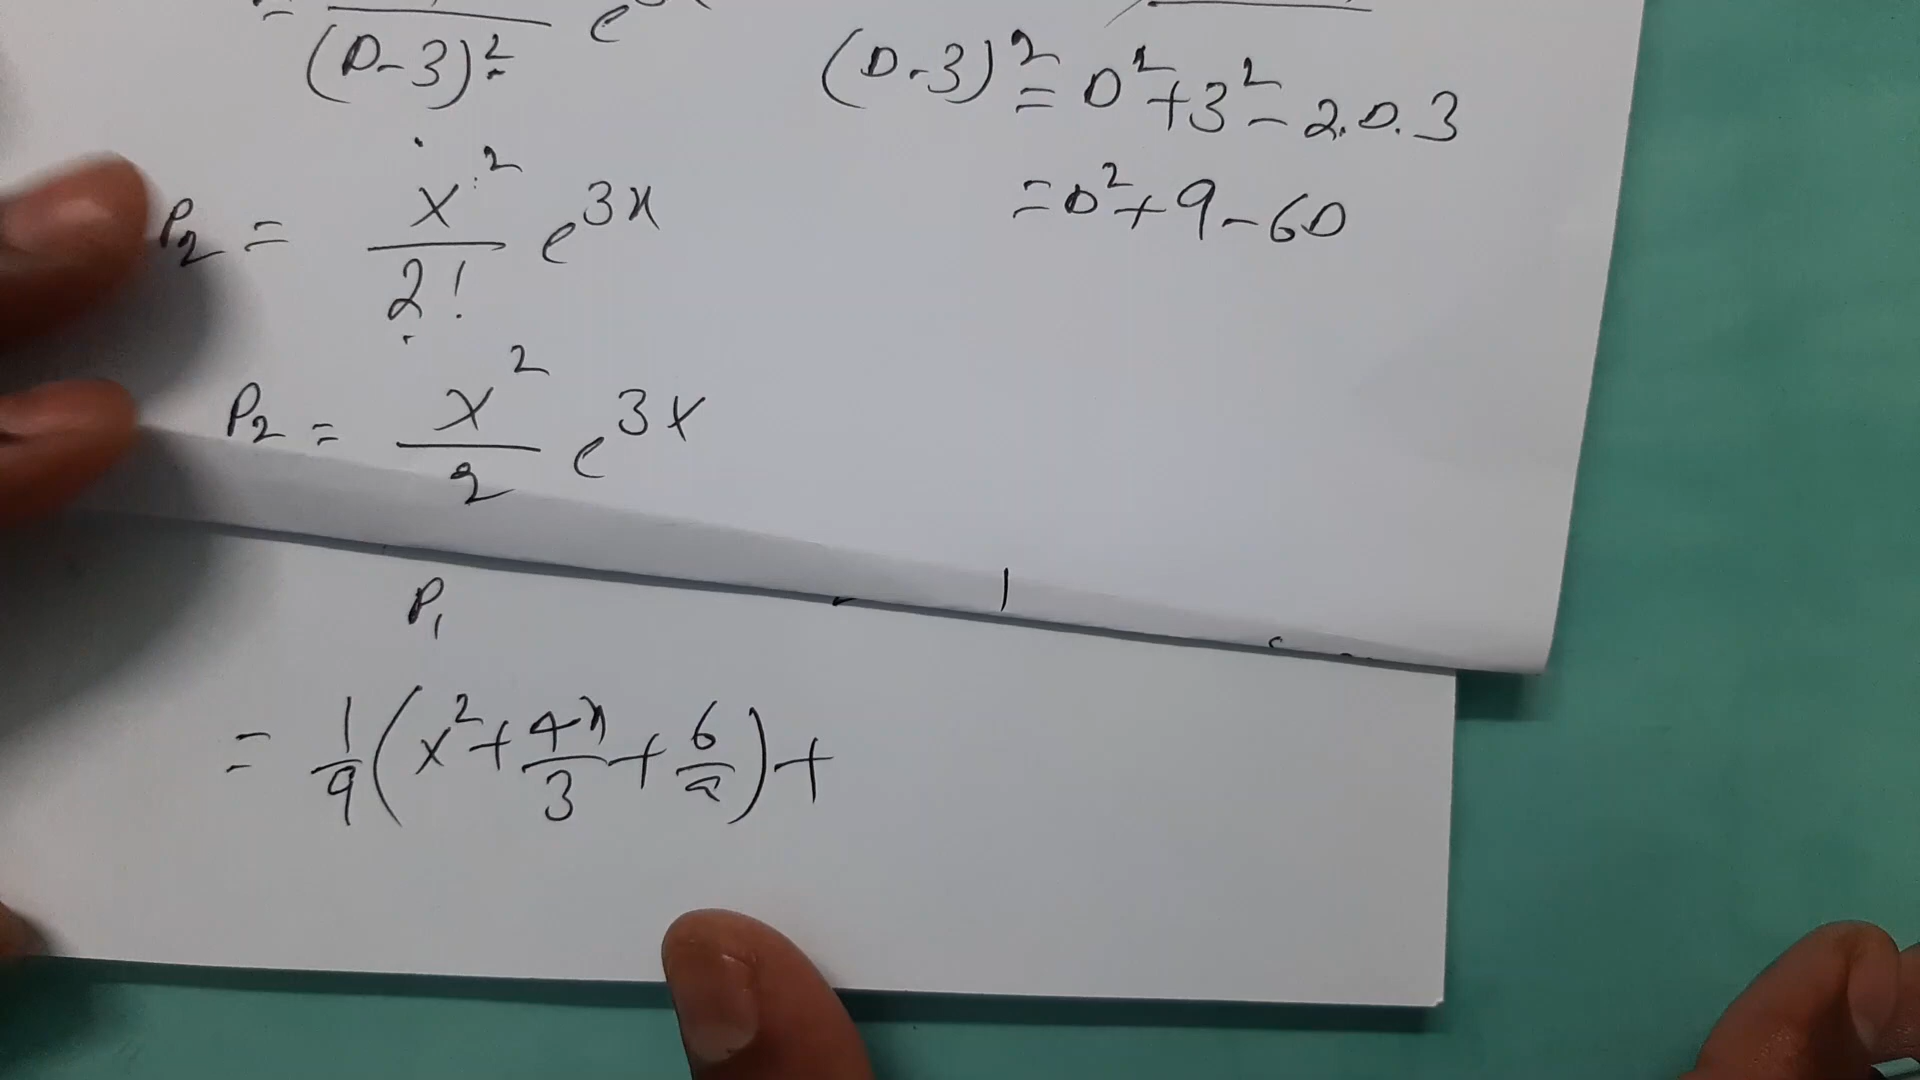 = (D-3)² e
(D-3)² = D² + 3² - 2.D.3
= D² + 9 - 6D
P₂ = x²/2! e^3x
P₂ = x²/2 e^3x
P₁
= 1/9 (x² + 4x/3 + 6/9) +